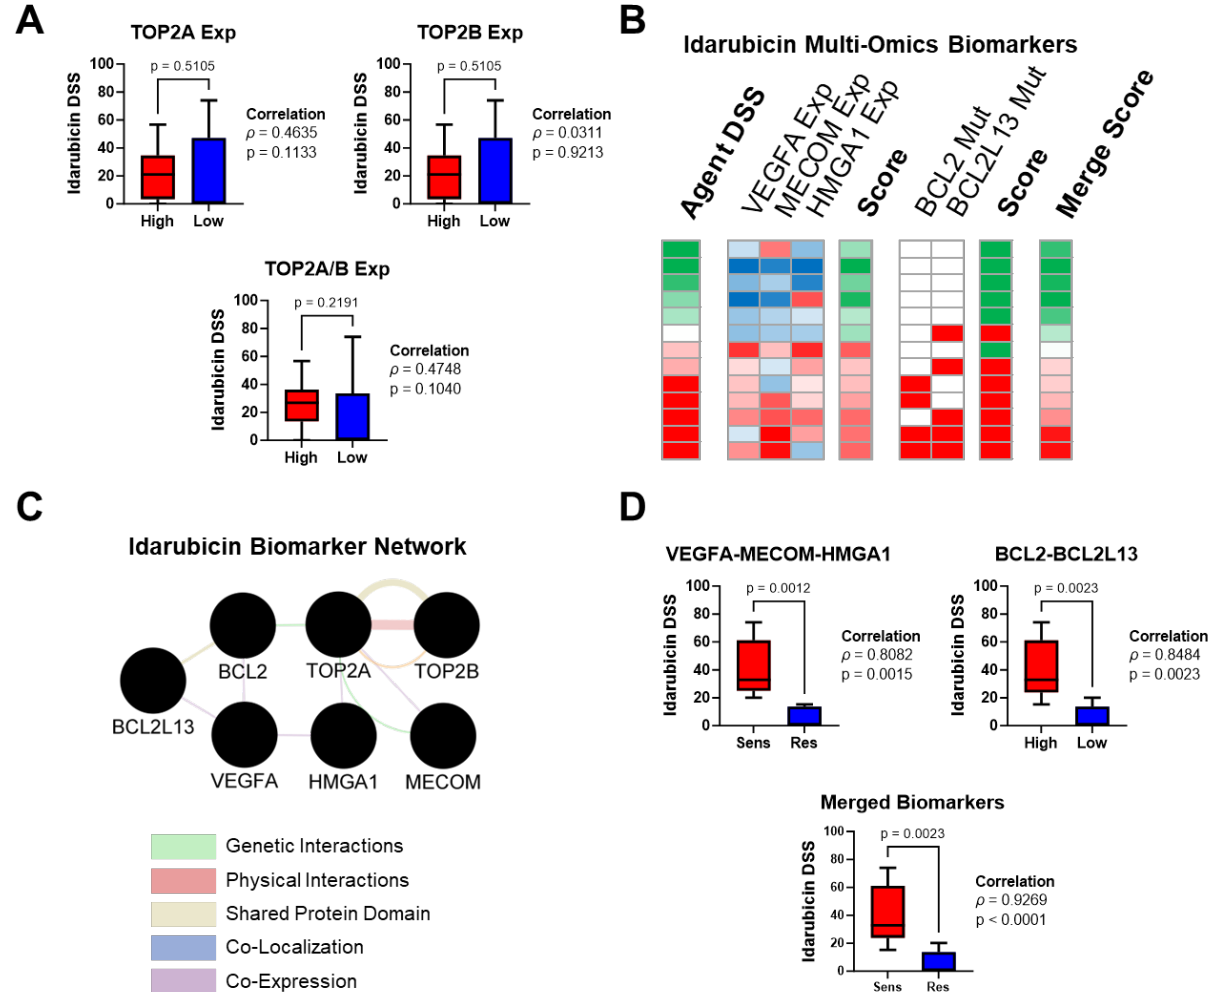 A
TOP2A Exp
Idarubicin DSS
100
80
60
40
20
0
p = 0.5105
High
Low
Correlation
ρ = 0.4635
p = 0.1133
TOP2B Exp
Idarubicin DSS
100
80
60
40
20
0
p = 0.5105
High
Low
Correlation
ρ = 0.0311
p = 0.9213
TOP2A/B Exp
Idarubicin DSS
100
80
60
40
20
0
p = 0.2191
High
Low
Correlation
ρ = 0.4748
p = 0.1040
B
Idarubicin Multi-Omics Biomarkers
Agent DSS
VEGFA Exp
MECOM Exp
HMGA1 Exp
Score
BCL2 Mut
BCL2L13 Mut
Score
Merge Score
C
Idarubicin Biomarker Network
BCL2
TOP2A
TOP2B
BCL2L13
VEGFA
HMGA1
MECOM
Genetic Interactions
Physical Interactions
Shared Protein Domain
Co-Localization
Co-Expression
D
VEGFA-MECOM-HMGA1
Idarubicin DSS
100
80
60
40
20
0
p = 0.0012
Sens
Res
Correlation
ρ = 0.8082
p = 0.0015
BCL2-BCL2L13
Idarubicin DSS
100
80
60
40
20
0
p = 0.0023
High
Low
Correlation
ρ = 0.8484
p = 0.0023
Merged Biomarkers
Idarubicin DSS
100
80
60
40
20
0
p = 0.0023
Sens
Res
Correlation
ρ = 0.9269
p < 0.0001